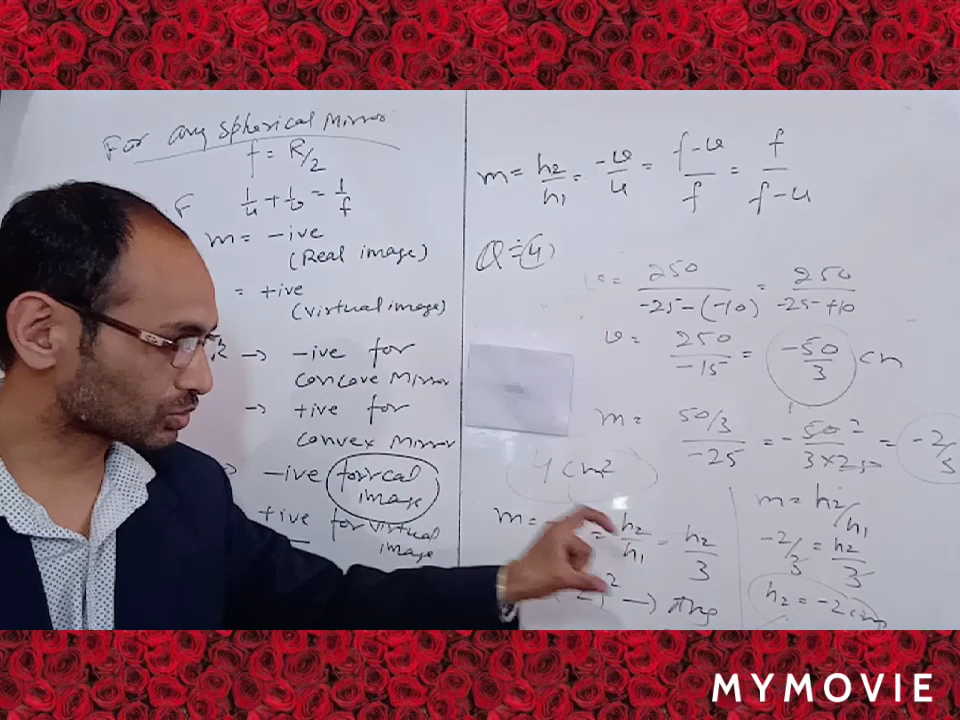 For any spherical Mirror
f = R/2
F
1/u + 1/v = 1/f
m = -ive
(Real image)
= +ive
(virtual image)
→ -ive for
concave Mirror
→ +ive for
convex Mirror
-ive for real
image
+ive for virtual
image
m = h2/h1 = -v/u = f-v/f = f/f-u
Q÷(4)
v = 250/-25-(-10) = 250/-25+10
v = 250/-15 = -50/3 cm
m = 50/3/-25 = -50 2/3×25 = -2/3
4 cm2
m = = h2/h1 = h2/3
2 →
m = h2/h1
-2/3 = h2/3
h2 = -2 cm
MYMOVIE